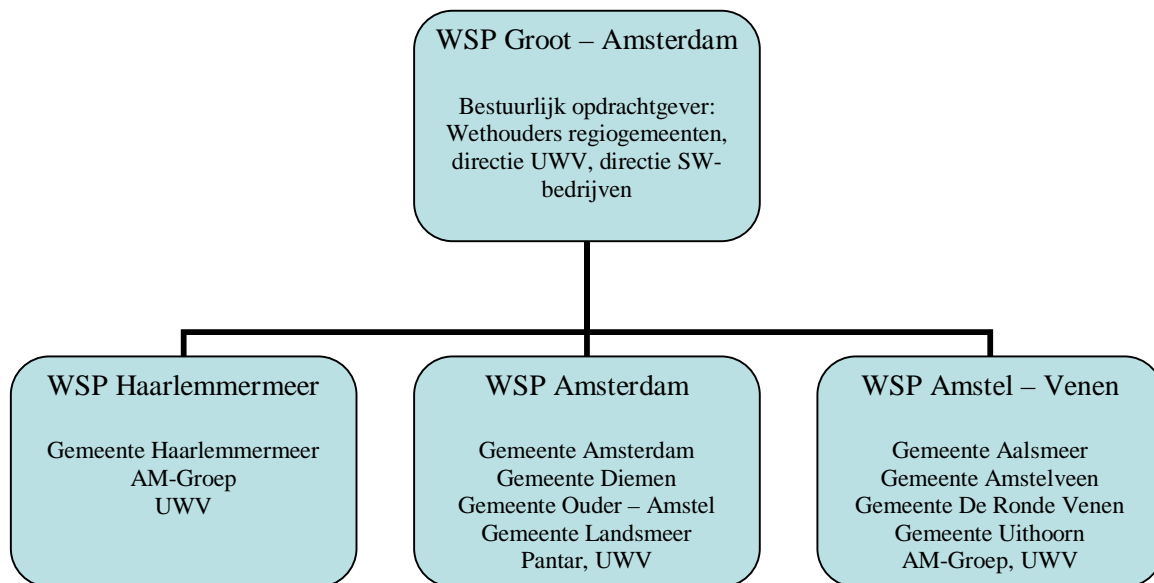 WSP Groot – Amsterdam
Bestuurlijk opdrachtgever:
Wethouders regiogemeenten,
directie UWV, directie SW-
bedrijven
WSP Haarlemmermeer
Gemeente Haarlemmermeer
AM-Groep
UWV
WSP Amsterdam
Gemeente Amsterdam
Gemeente Diemen
Gemeente Ouder – Amstel
Gemeente Landsmeer
Pantar, UWV
WSP Amstel – Venen
Gemeente Aalsmeer
Gemeente Amstelveen
Gemeente De Ronde Venen
Gemeente Uithoorn
AM-Groep, UWV